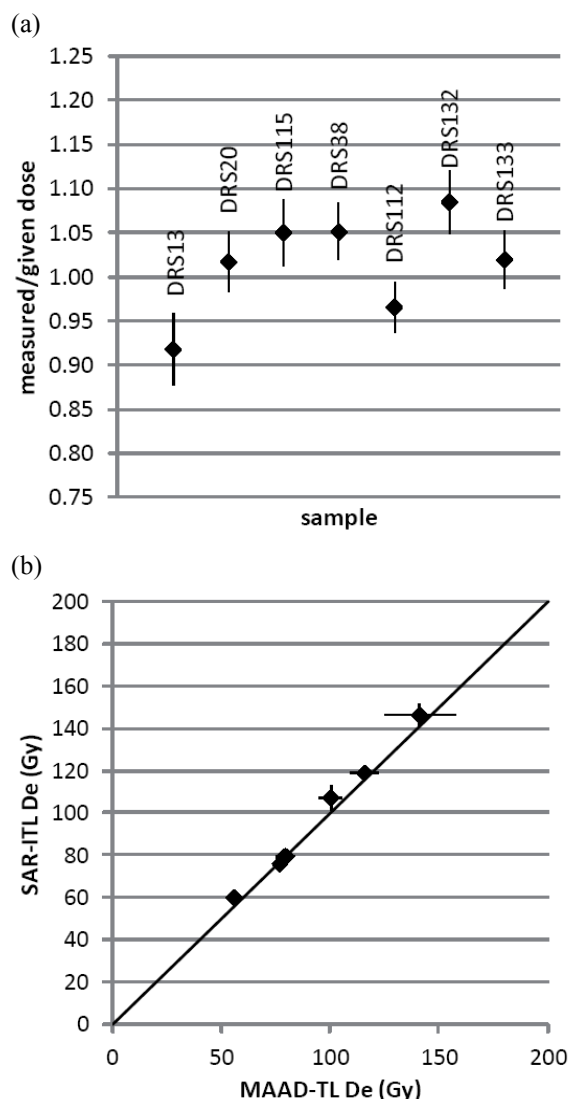 (a)
1.25
1.20
1.15
1.10
1.05
1.00
0.95
0.90
0.85
0.80
0.75
measured/given dose
DRS13
DRS20
DRS115
DRS38
DRS112
DRS132
DRS133
sample
(b)
200
180
160
140
120
100
80
60
40
20
0
SAR-ITL De (Gy)
0 50 100 150 200
MAAD-TL De (Gy)